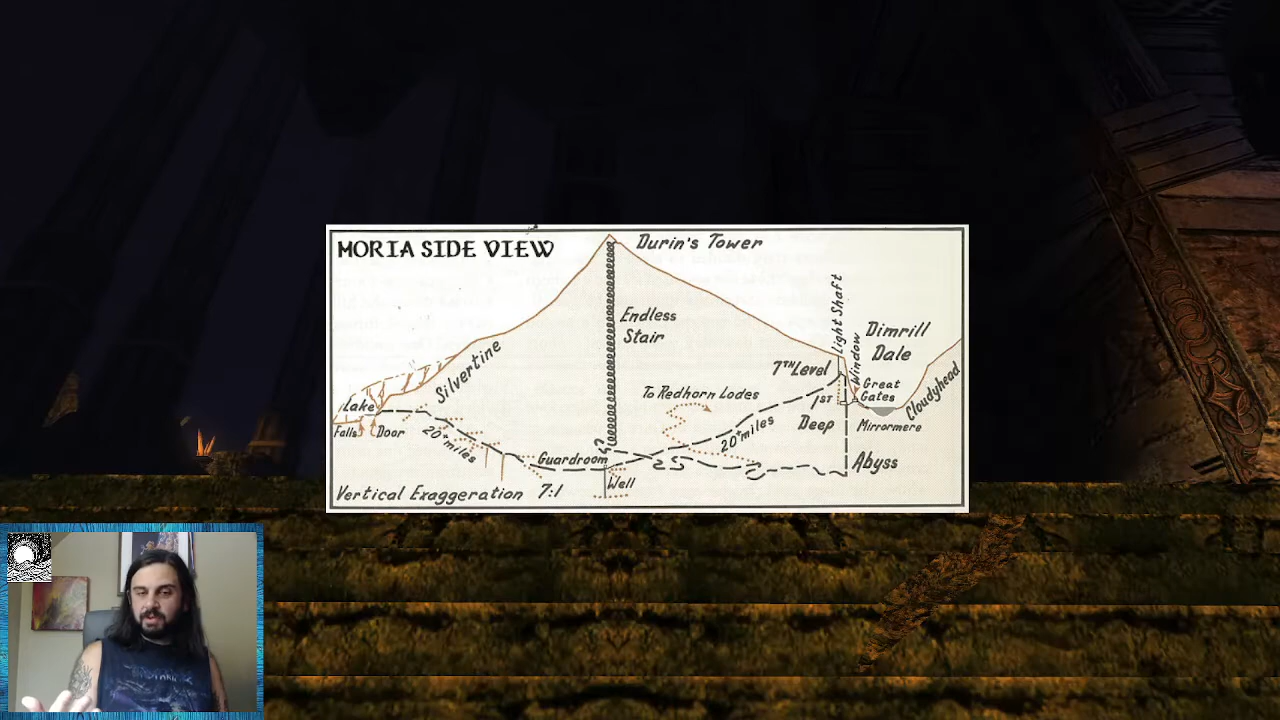 MORIA SIDE VIEW
Durin's Tower
Endless
Stair
Light Shaft
Window
Dimrill
Dale
Silvertine
7TH Level
Great
Gates
Cloudyhead
To Redhorn Lodes
1ST
Deep
Lake
Falls
Door
20+miles
20+miles
Mirrormere
Guardroom
Abyss
Well
Vertical Exaggeration 7:1